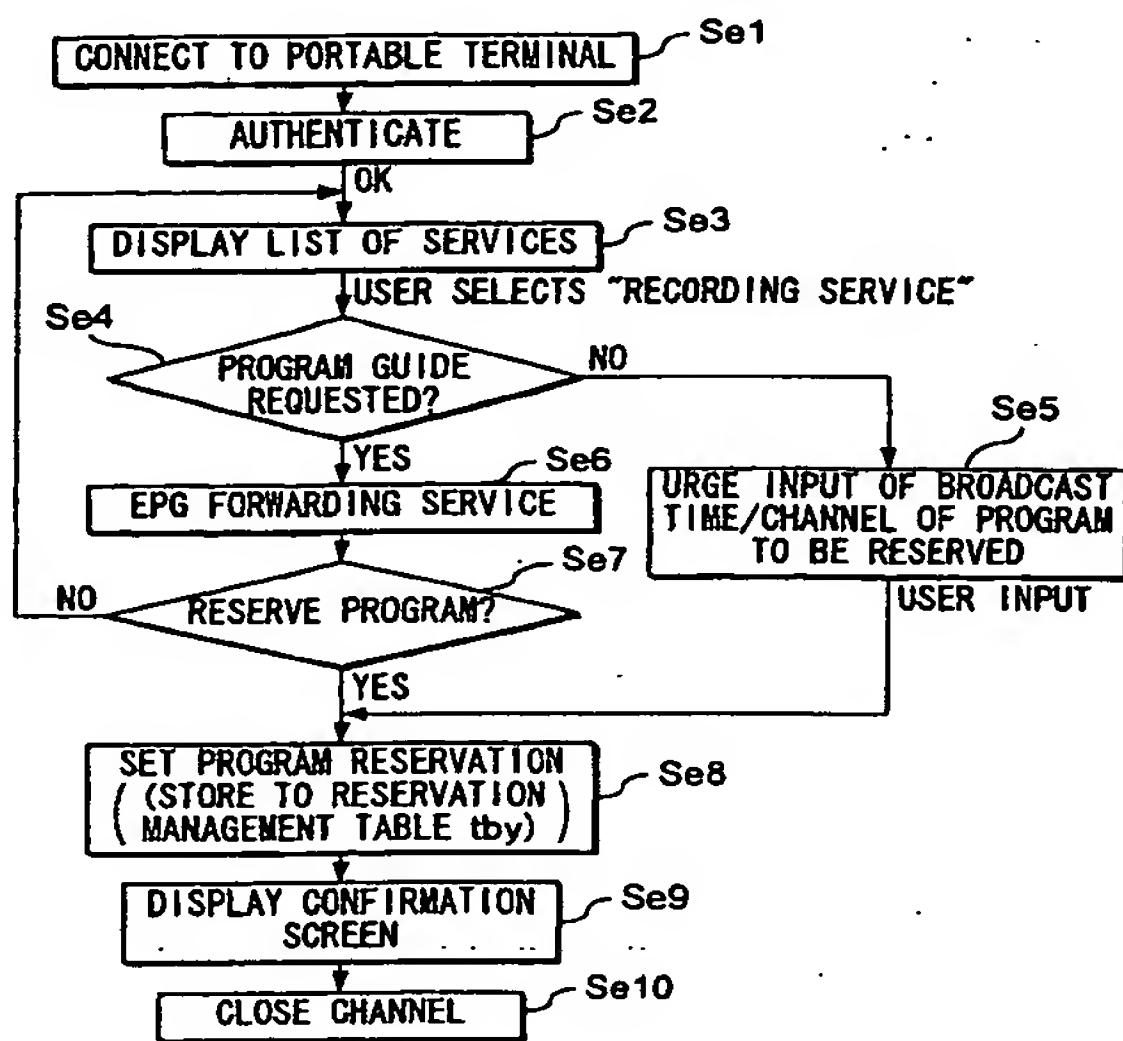 CONNECT TO PORTABLE TERMINAL
Se1
AUTHENTICATE
Se2
OK
DISPLAY LIST OF SERVICES
Se3
USER SELECTS "RECORDING SERVICE"
Se4
PROGRAM GUIDE
REQUESTED?
NO
YES
Se5
URGE INPUT OF BROADCAST
TIME/CHANNEL OF PROGRAM
TO BE RESERVED
USER INPUT
Se6
EPG FORWARDING SERVICE
Se7
RESERVE PROGRAM?
NO
YES
SET PROGRAM RESERVATION
((STORE TO RESERVATION)
(MANAGEMENT TABLE tby))
Se8
DISPLAY CONFIRMATION
SCREEN
Se9
CLOSE CHANNEL
Se10